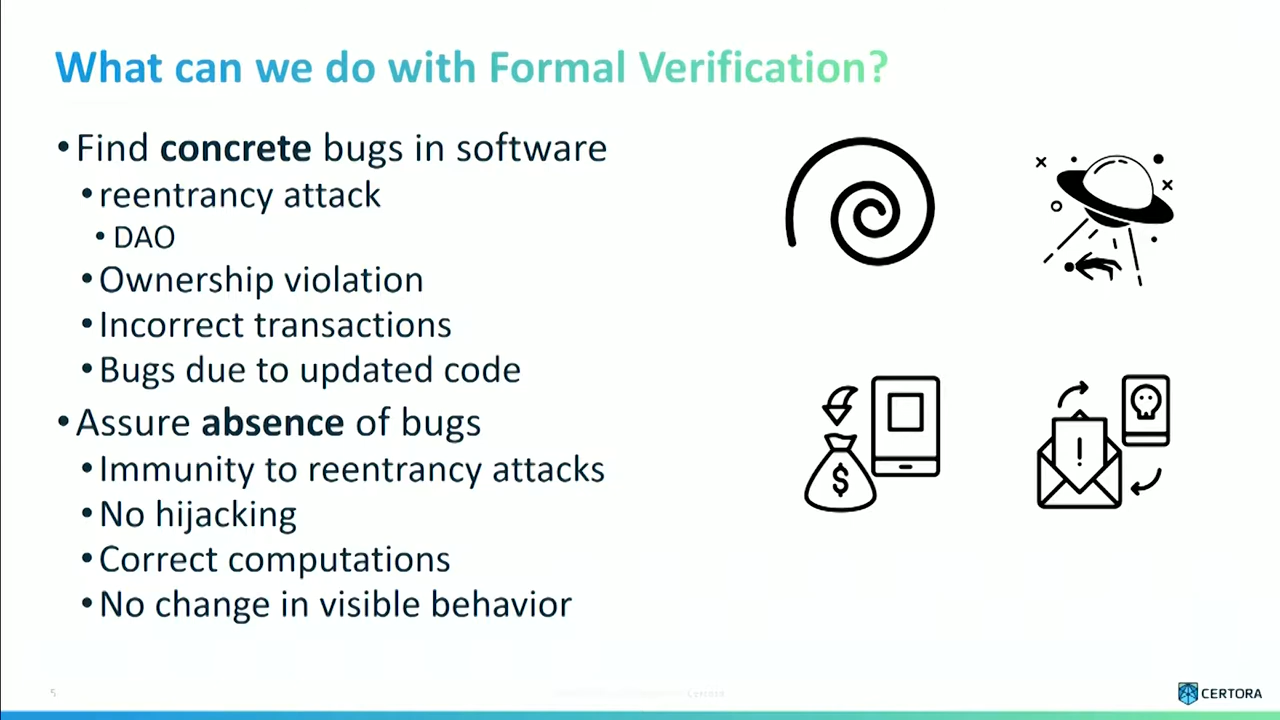 What can we do with Formal Verification?
• Find concrete bugs in software
• reentrancy attack
• DAO
• Ownership violation
• Incorrect transactions
• Bugs due to updated code
• Assure absence of bugs
• Immunity to reentrancy attacks
• No hijacking
• Correct computations
• No change in visible behavior
$
!
5
Certora
CERTORA